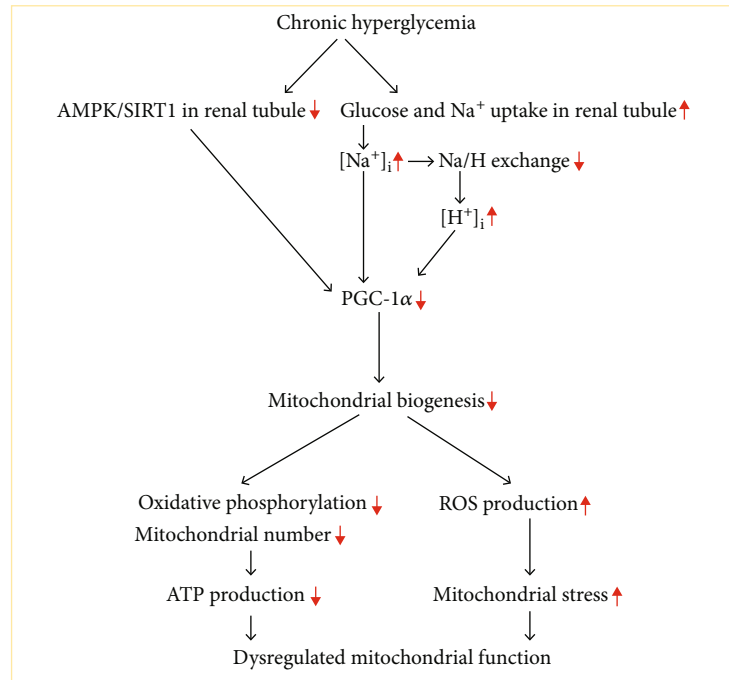 Chronic hyperglycemia
AMPK/SIRT1 in renal tubule ↓ Glucose and Na⁺ uptake in renal tubule ↑
[Na⁺]ᵢ ↑ → Na/H exchange ↓
[H⁺]ᵢ ↑
PGC-1α ↓
Mitochondrial biogenesis ↓
Oxidative phosphorylation ↓ ROS production ↑
Mitochondrial number ↓
ATP production ↓ Mitochondrial stress ↑
Dysregulated mitochondrial function